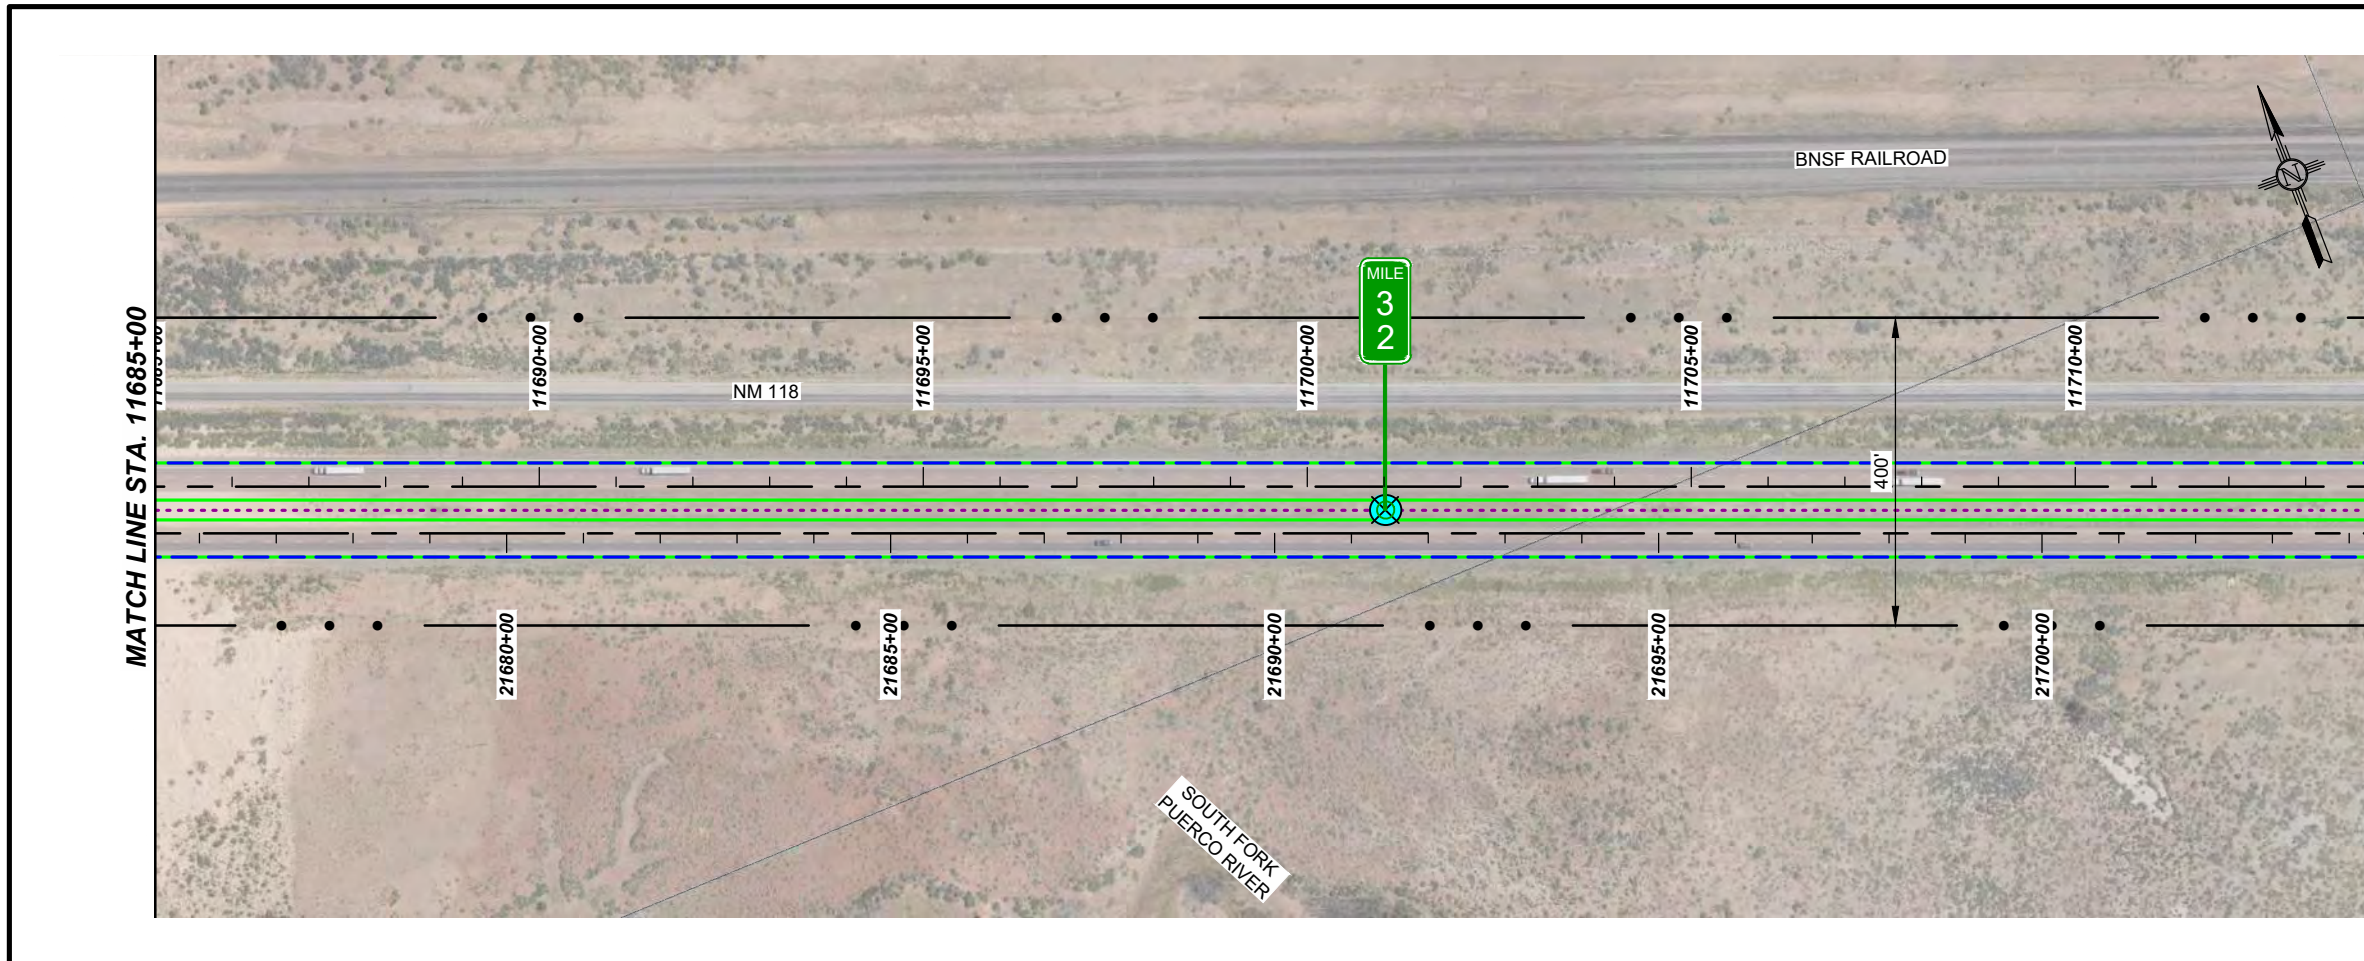 BNSF RAILROAD
N
MILE
3
2
MATCH LINE STA. 11685+00
11690+00
11695+00
11700+00
11705+00
11710+00
NM 118
400'
21680+00
21685+00
21690+00
21695+00
21700+00
SOUTH FORK
PUERCO RIVER